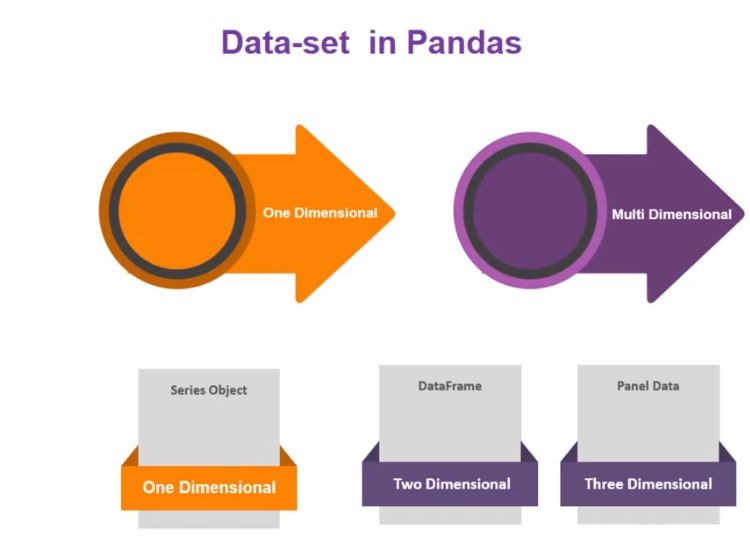 Data-set in Pandas
One Dimensional
Multi Dimensional
Series Object
One Dimensional
DataFrame
Two Dimensional
Panel Data
Three Dimensional